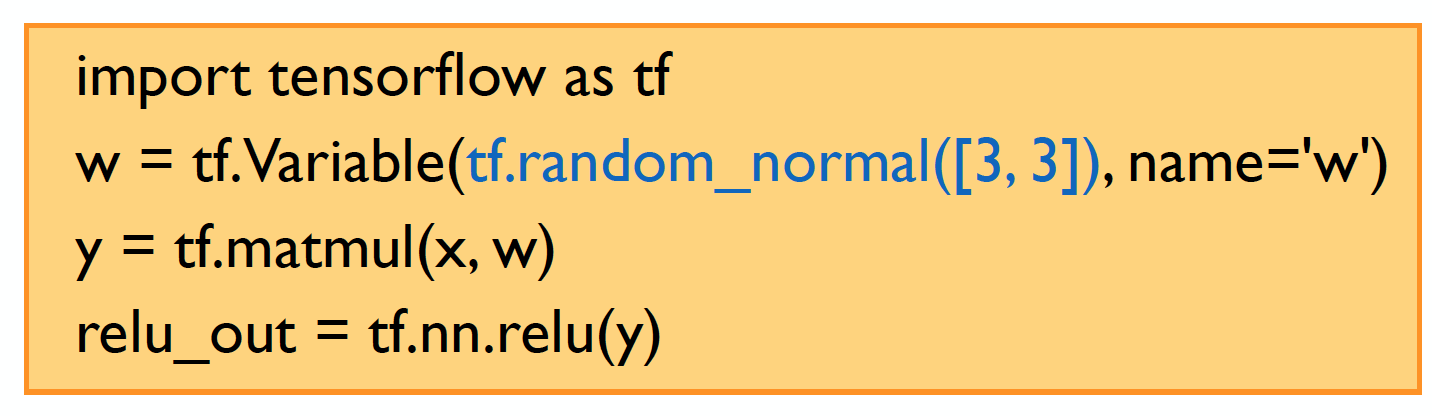 import tensorflow as tf
w = tf.Variable(tf.random_normal([3, 3]), name='w')
y = tf.matmul(x, w)
relu_out = tf.nn.relu(y)